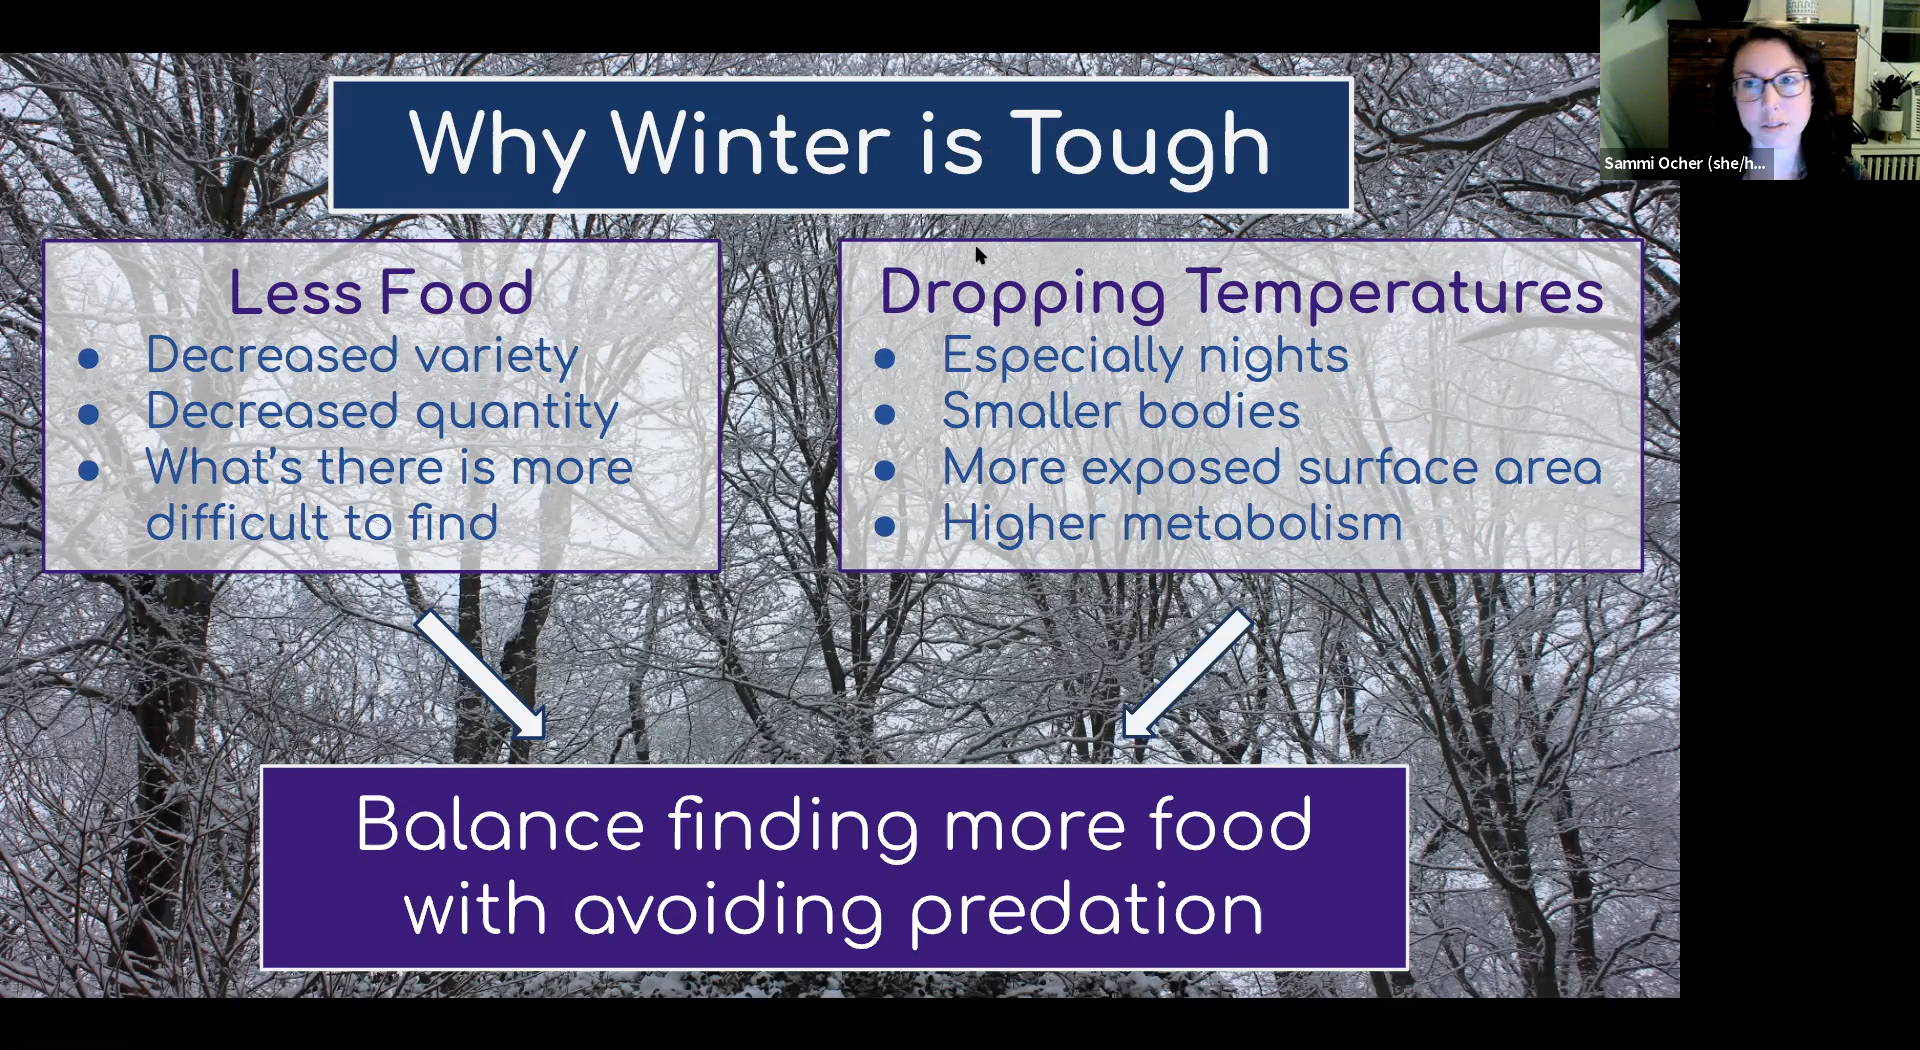 Why Winter is Tough
Sammi Ocher (she/h...
Less Food
● Decreased variety
● Decreased quantity
● What's there is more
difficult to find
Dropping Temperatures
● Especially nights
● Smaller bodies
● More exposed surface area
● Higher metabolism
Balance finding more food
with avoiding predation